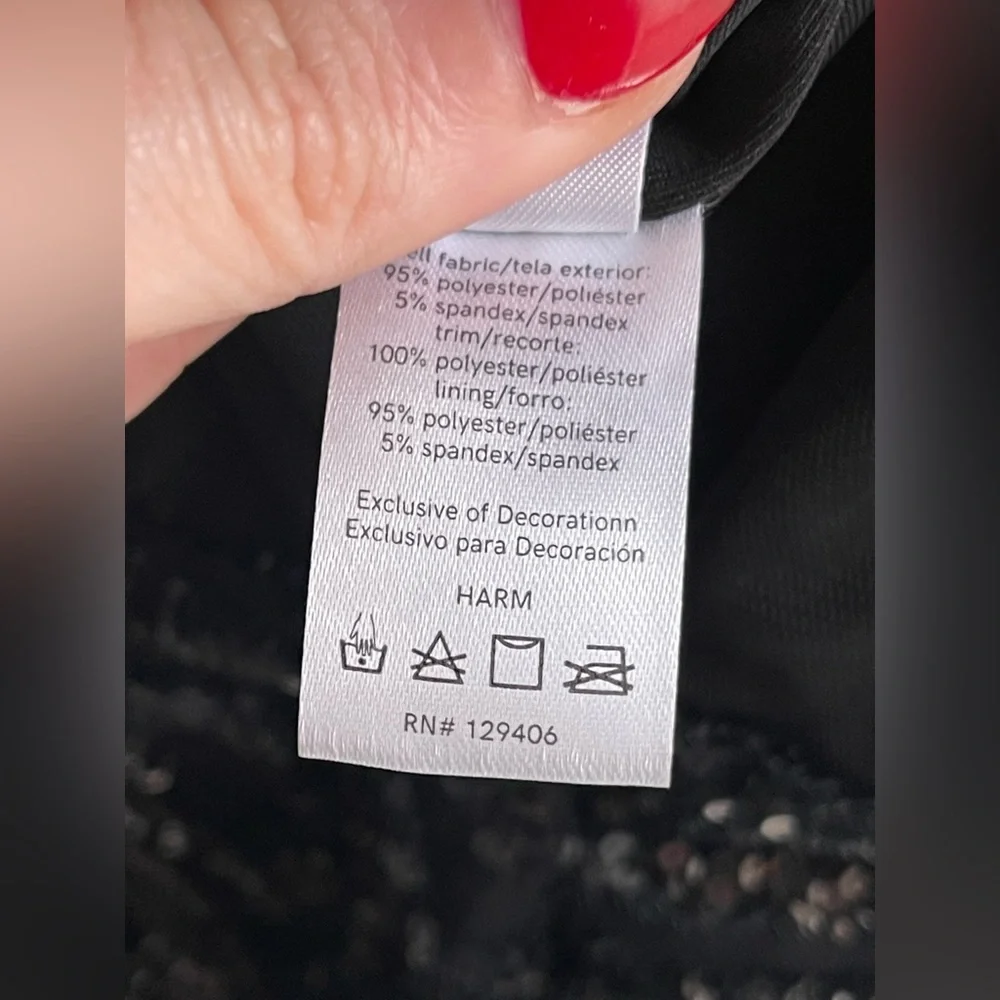 fabric/tela exterior:
95% polyester/poliéster
5% spandex/spandex
trim/recorte:
100% polyester/poliéster
lining/forro:
95% polyester/poliéster
5% spandex/spandex
Exclusive of Decorationn
Exclusivo para Decoración
HARM
RN# 129406